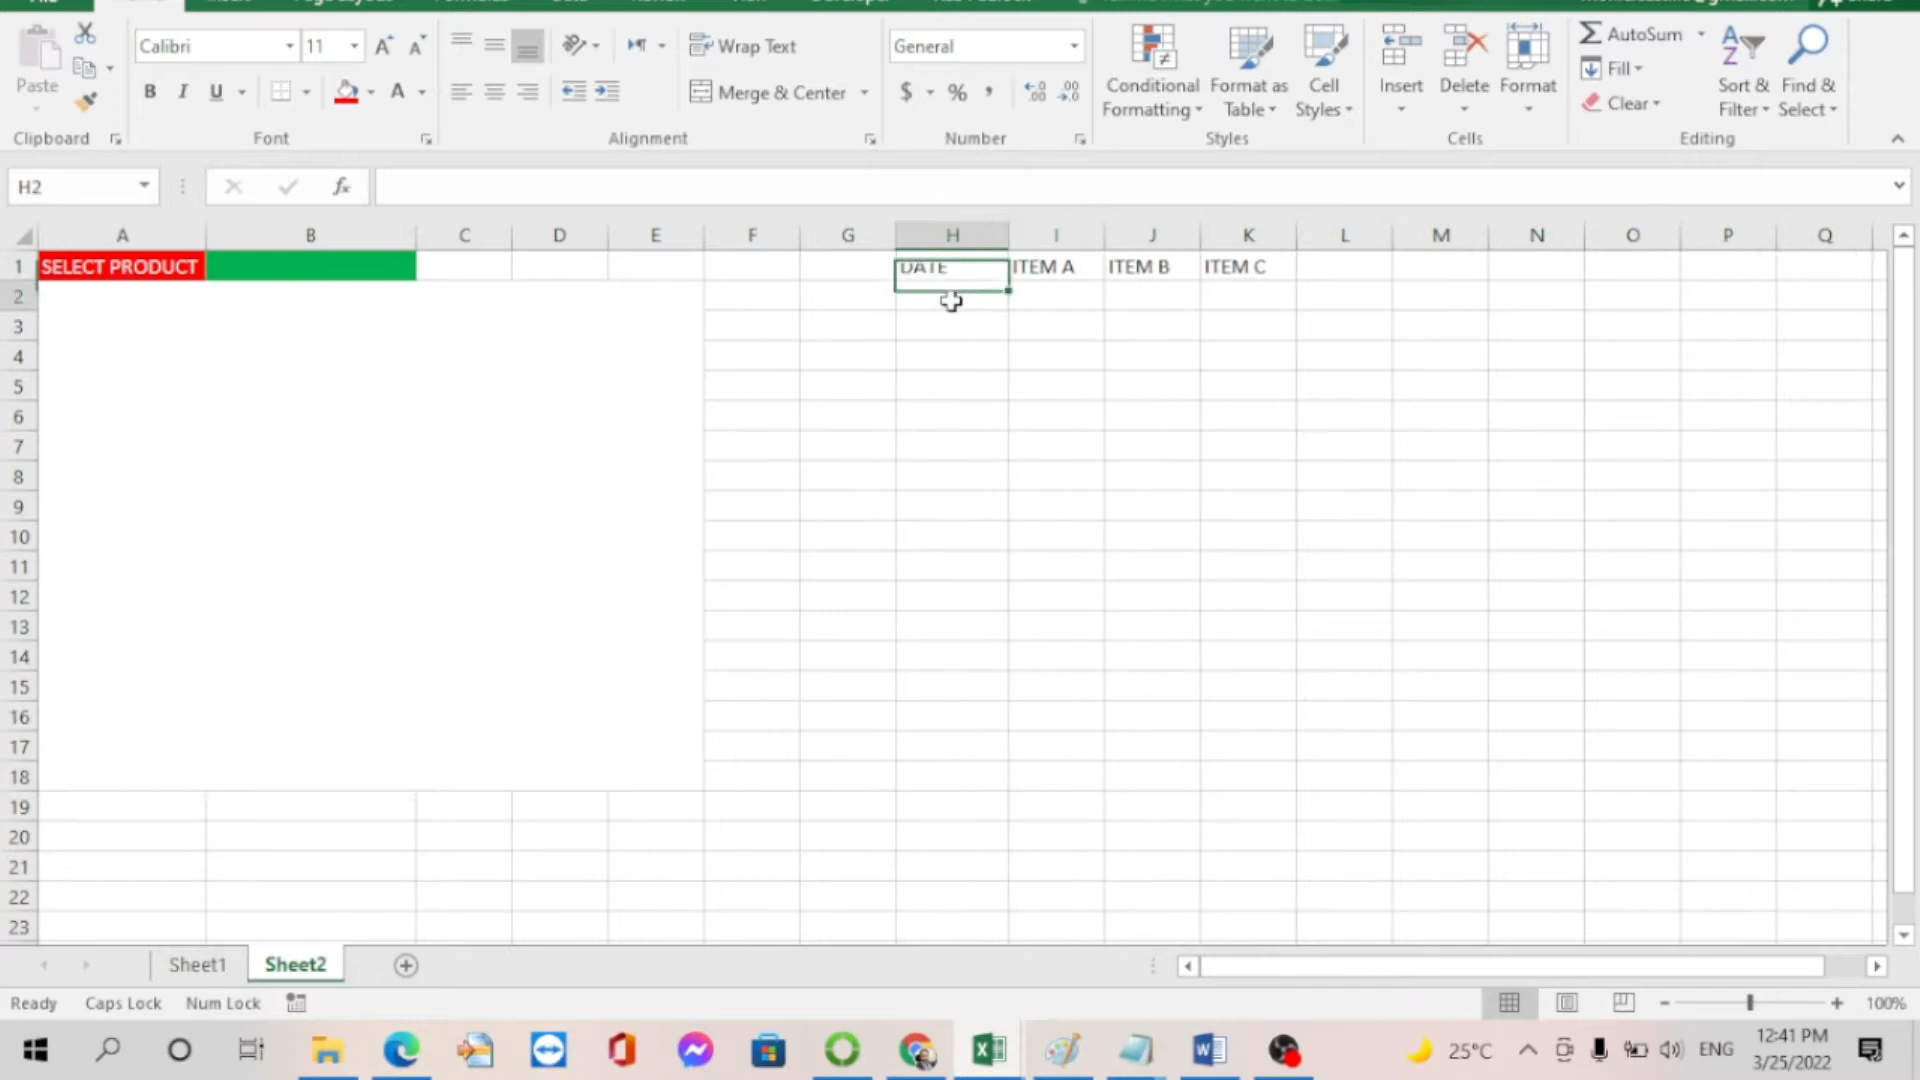 Calibri
11
Wrap Text
General
AutoSum
Paste
B I U
A
Merge & Center
$ % ,
Conditional Formatting
Format as Table
Cell Styles
Insert
Delete
Format
Fill
Clear
Sort & Filter
Find & Select
Clipboard
Font
Alignment
Number
Styles
Cells
Editing
H2
fx
A B C D E F G H I J K L M N O P Q
1 SELECT PRODUCT DATE ITEM A ITEM B ITEM C
2
3
4
5
6
7
8
9
10
11
12
13
14
15
16
17
18
19
20
21
22
23
Sheet1 Sheet2
Ready Caps Lock Num Lock 100%
25°C ENG 12:41 PM
3/25/2022